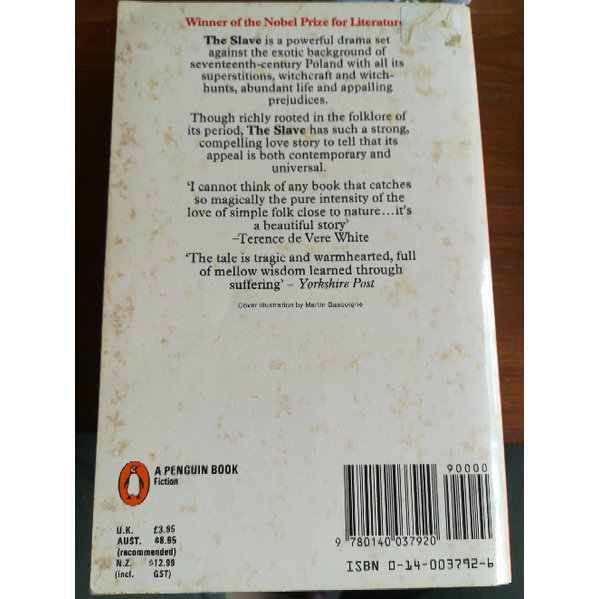 Winner of the Nobel Prize for Literature
The Slave is a powerful drama set
against the exotic background of
seventeenth-century Poland with all its
superstitions, witchcraft and witch-
hunts, abundant life and appalling
prejudices.
Though richly rooted in the folklore of
its period, The Slave has such a strong,
compelling love story to tell that its
appeal is both contemporary and
universal.
'I cannot think of any book that catches
so magically the pure intensity of the
love of simple folk close to nature...it's
a beautiful story'
–Terence de Vere White
'The tale is tragic and warmhearted, full
of mellow wisdom learned through
suffering' – Yorkshire Post
Cover illustration by Martin Gascoigne
A PENGUIN BOOK
Fiction
U.K. £3.95
AUST. $8.95
(recommended)
N.Z. $12.99
(incl. GST)
90000
9 780140 037920
ISBN 0-14-003792-6